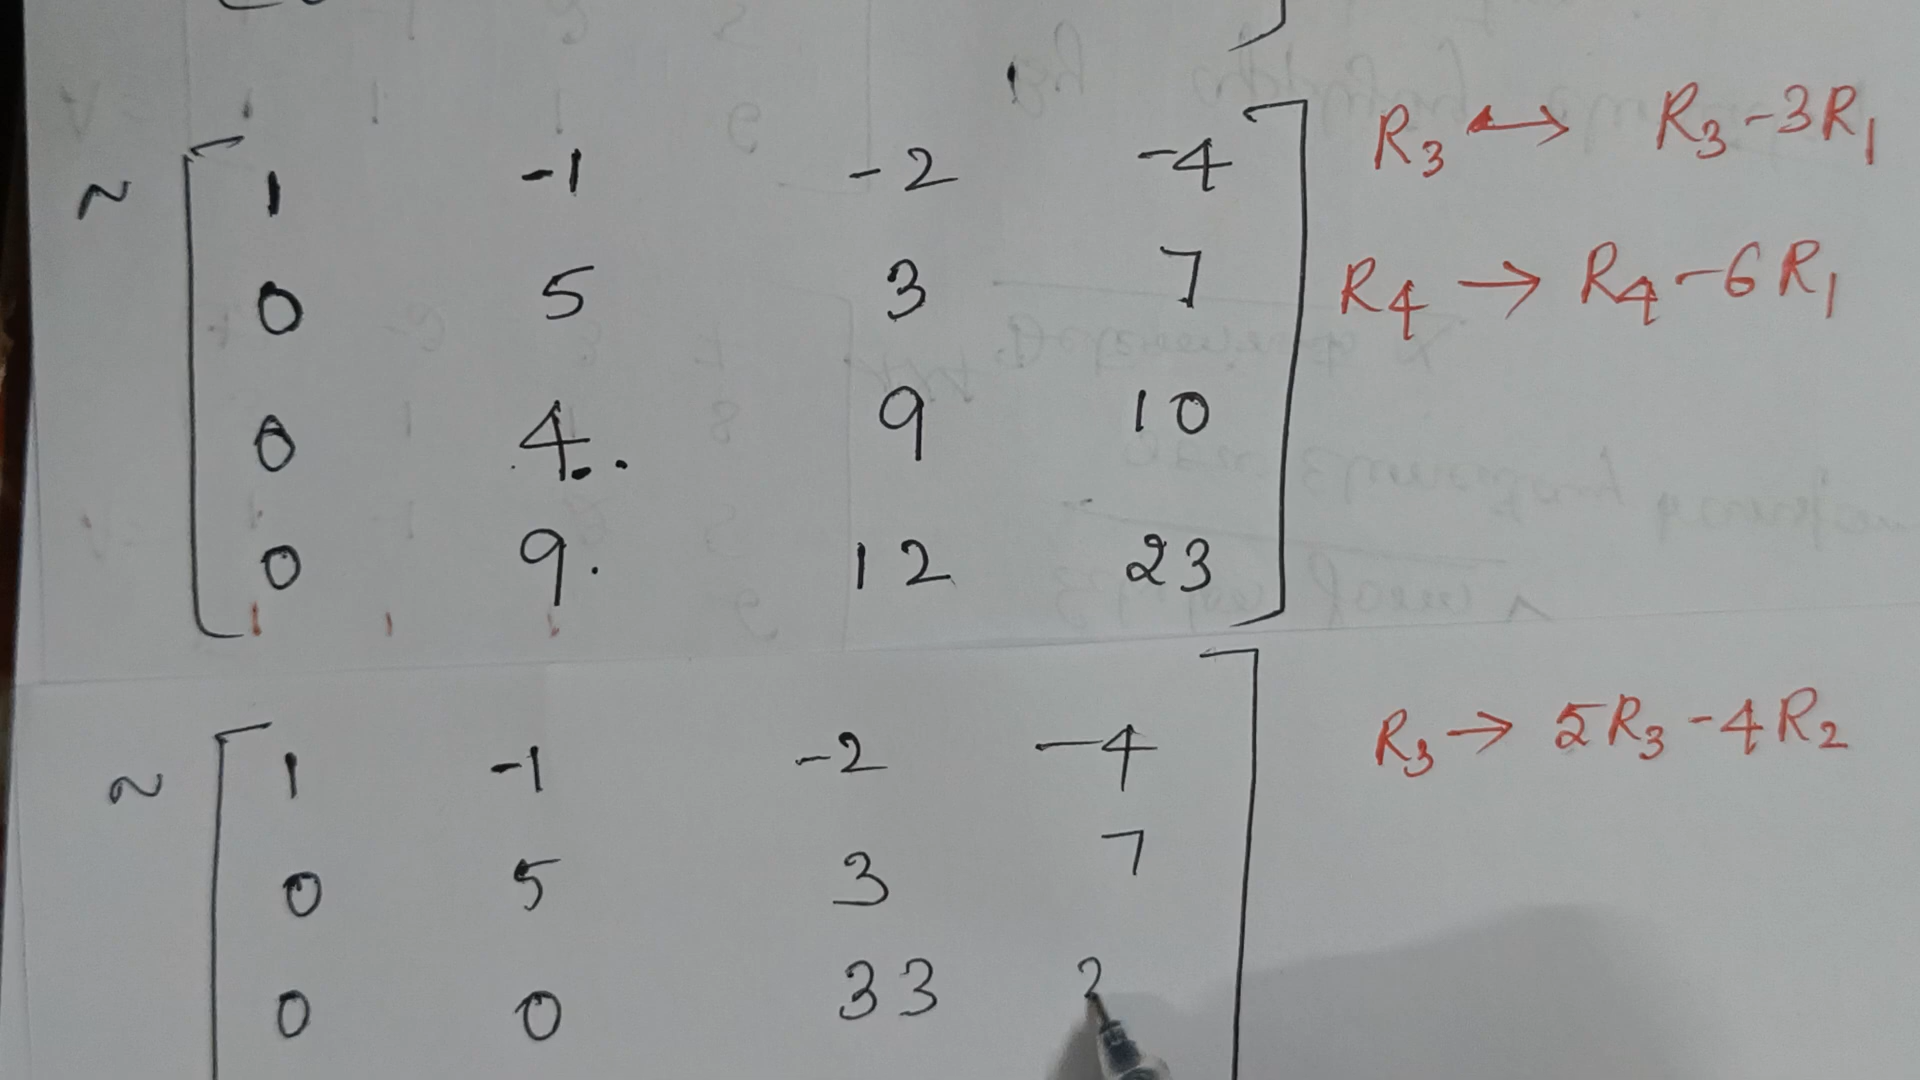 ~ 1 -1 -2 -4 R3 ↔ R3-3R1
0 5 3 7 R4 → R4-6R1
0 4 9 10
0 9 12 23
~ 1 -1 -2 -4 R3 → 5R3-4R2
0 5 3 7
0 0 33 2